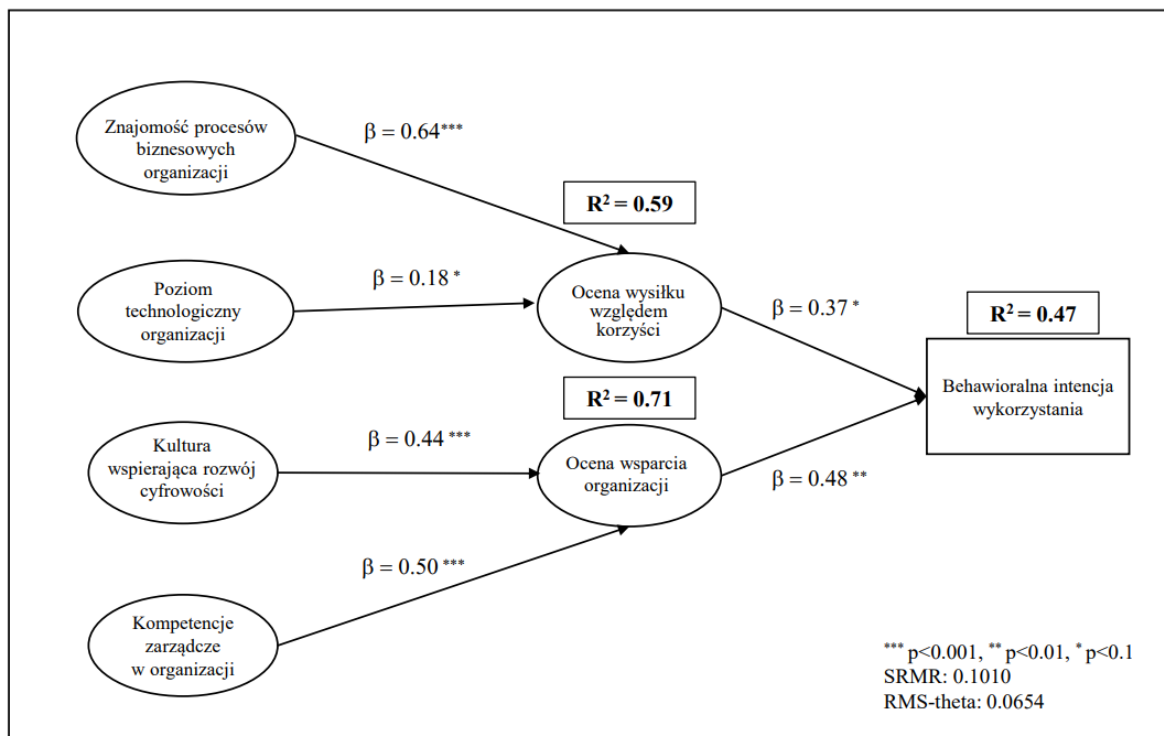 Znajomość procesów
biznesowych
organizacji
β = 0.64***
R² = 0.59
Poziom
technologiczny
organizacji
β = 0.18 *
Ocena wysiłku
względem
korzyści
β = 0.37 *
R² = 0.47
Behawioralna intencja
wykorzystania
R² = 0.71
Kultura
wspierająca rozwój
cyfrowości
β = 0.44 ***
Ocena wsparcia
organizacji
β = 0.48 **
β = 0.50 ***
Kompetencje
zarządcze
w organizacji
*** p<0.001, ** p<0.01, * p<0.1
SRMR: 0.1010
RMS-theta: 0.0654